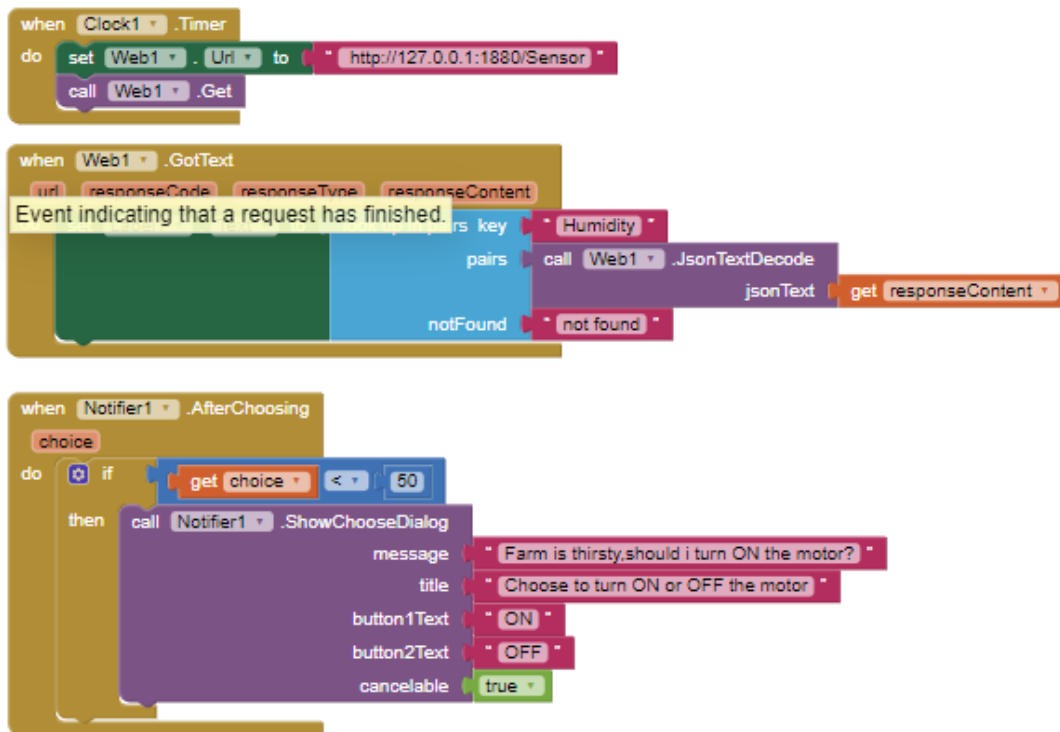 when Clock1 .Timer
do set Web1 . Url to " http://127.0.0.1:1880/Sensor "
call Web1 .Get
when Web1 .GotText
url responseCode responseType responseContent
Event indicating that a request has finished.
pairs key " Humidity "
pairs call Web1 .JsonTextDecode
jsonText get responseContent
notFound " not found "
when Notifier1 .AfterChoosing
choice
do if get choice < 50
then call Notifier1 .ShowChooseDialog
message " Farm is thirsty,should i turn ON the motor? "
title " Choose to turn ON or OFF the motor "
button1Text " ON "
button2Text " OFF "
cancelable true